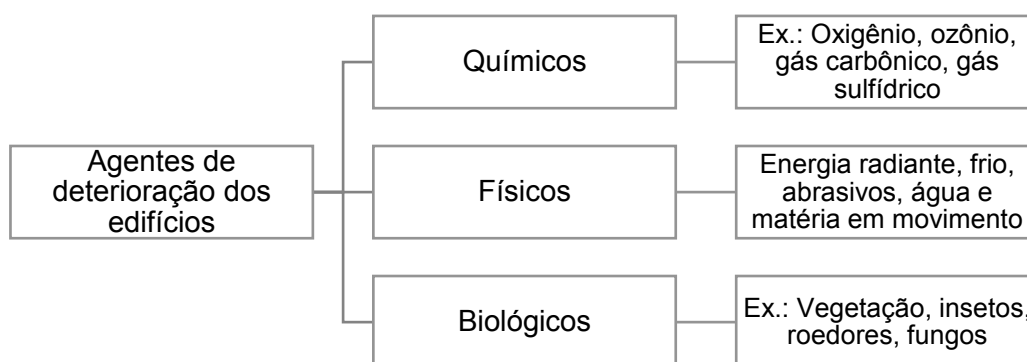 Agentes de
deterioração dos
edifícios
Químicos
Ex.: Oxigênio, ozônio,
gás carbônico, gás
sulfídrico
Físicos
Energia radiante, frio,
abrasivos, água e
matéria em movimento
Biológicos
Ex.: Vegetação, insetos,
roedores, fungos